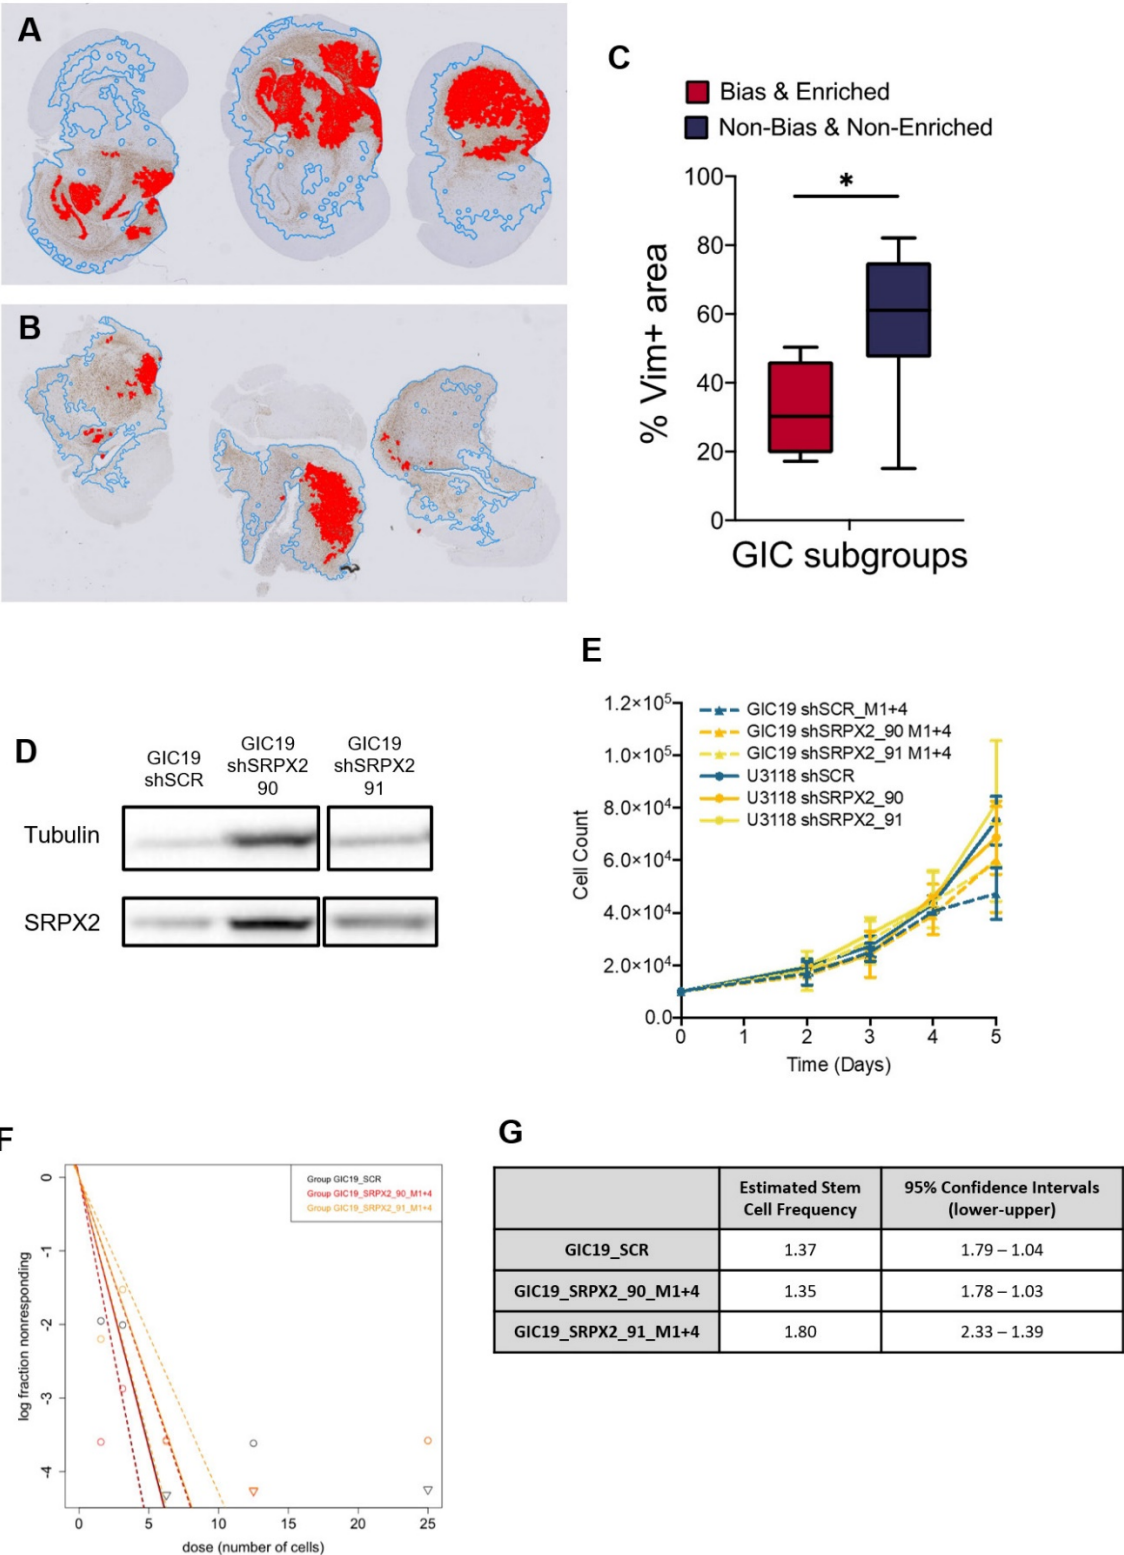 A
B
C
Bias & Enriched
Non-Bias & Non-Enriched
*
100
80
60
40
20
0
% Vim+ area
GIC subgroups
D
GIC19
shSCR
GIC19
shSRPX2
90
GIC19
shSRPX2
91
Tubulin
SRPX2
E
GIC19 shSCR_M1+4
GIC19 shSRPX2_90 M1+4
GIC19 shSRPX2_91 M1+4
U3118 shSCR
U3118 shSRPX2_90
U3118 shSRPX2_91
1.2×10⁵
1.0×10⁵
8.0×10⁴
6.0×10⁴
4.0×10⁴
2.0×10⁴
0.0
Cell Count
0 1 2 3 4 5
Time (Days)
F
Group GIC19_SCR
Group GIC19_SRPX2_90_M1+4
Group GIC19_SRPX2_91_M1+4
0
-1
-2
-3
-4
log fraction nonresponding
0 5 10 15 20 25
dose (number of cells)
G
Estimated Stem
Cell Frequency
95% Confidence Intervals
(lower-upper)
GIC19_SCR 1.37 1.79 – 1.04
GIC19_SRPX2_90_M1+4 1.35 1.78 – 1.03
GIC19_SRPX2_91_M1+4 1.80 2.33 – 1.39